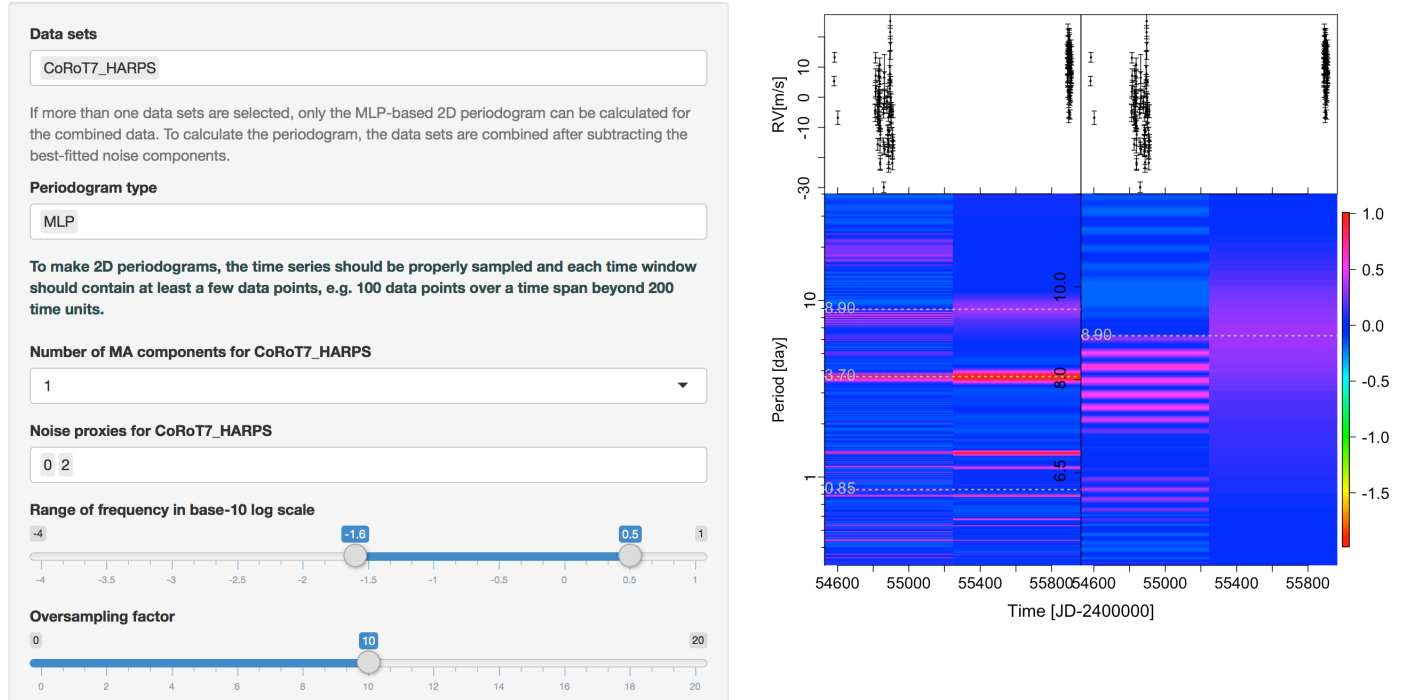 Data sets
CoRoT7_HARPS
If more than one data sets are selected, only the MLP-based 2D periodogram can be calculated for
the combined data. To calculate the periodogram, the data sets are combined after subtracting the
best-fitted noise components.
Periodogram type
MLP
To make 2D periodograms, the time series should be properly sampled and each time window
should contain at least a few data points, e.g. 100 data points over a time span beyond 200
time units.
Number of MA components for CoRoT7_HARPS
1
Noise proxies for CoRoT7_HARPS
0 2
Range of frequency in base-10 log scale
-4 -1.6 0.5 1
-4 -3.5 -3 -2.5 -2 -1.5 -1 -0.5 0 0.5 1
Oversampling factor
0 10 20
0 2 4 6 8 10 12 14 16 18 20
RV[m/s]
10
0
-10
-30
Period [day]
10
1
8.90
3.70
0.85
10.0
8.0
6.5
8.90
1.0
0.5
0.0
-0.5
-1.0
-1.5
54600 55000 55400 55800
54600 55000 55400 55800
Time [JD-2400000]